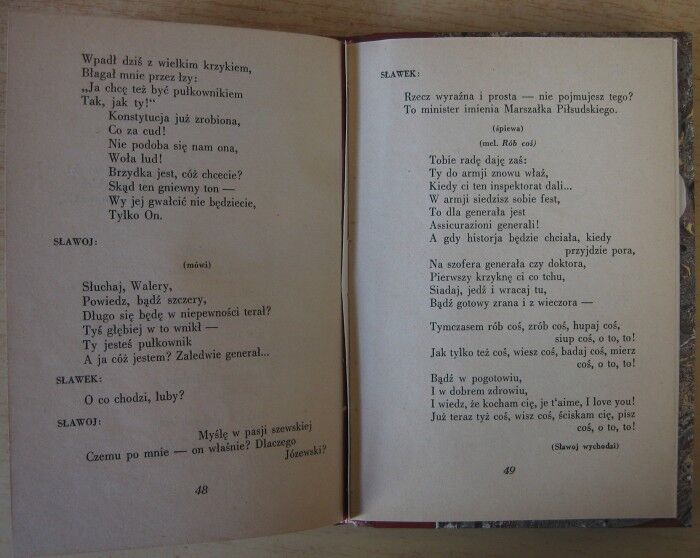 Wpadł dziś z wielkim krzykiem,
Błagał mnie przez łzy:
„Ja chcę też być pułkownikiem
Tak, jak ty!"
Konstytucja już zrobiona,
Co za cud!
Nie podoba się nam ona,
Woła lud!
Brzydka jest, cóż chcecie?
Skąd ten gniewny ton —
Wy jej gwałcić nie będziecie,
Tylko On.
SŁAWOJ:
(mówi)
Słuchaj, Walery,
Powiedz, bądź szczery,
Długo się będę w niepewności terał?
Tyś głębiej w to wnikł —
Ty jesteś pułkownik
A ja cóż jestem? Zaledwie generał...
SŁAWEK:
O co chodzi, luby?
SŁAWOJ:
Myślę w pasji szewskiej
Czemu po mnie — on właśnie? Dlaczego
Józewski?
48
SŁAWEK:
Rzecz wyraźna i prosta — nie pojmujesz tego?
To minister imienia Marszałka Piłsudskiego.
(śpiewa)
(mel. Rób coś)
Tobie radę daję zaś:
Ty do armji znowu właź,
Kiedy ci ten inspektorat dali...
W armji siedzisz sobie fest,
To dla generała jest
Assicurazioni generali!
A gdy historja będzie chciała, kiedy
przyjdzie pora,
Na szofera generała czy doktora,
Pierwszy krzyknę ci co tchu,
Siadaj, jedź i wracaj tu,
Bądź gotowy zrana i z wieczora —
Tymczasem rób coś, zrób coś, hupaj coś,
siup coś, o to, to!
Jak tylko też coś, wiesz coś, badaj coś, mierz
coś, o to, to!
Bądź w pogotowiu,
I w dobrem zdrowiu,
I wiedz, że kocham cię, je t'aime, I love you!
Już teraz tyż coś, wisz coś, ściskam cię, pisz
coś, o to, to!
(Sławoj wychodzi)
49